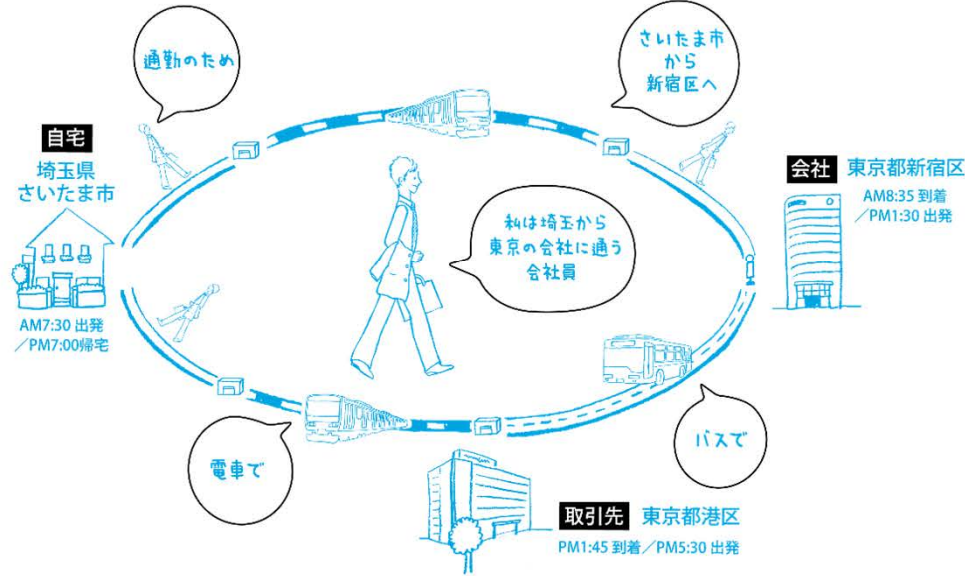 通勤のため
さいたま市
から
新宿区へ
自宅
埼玉県
さいたま市
AM7:30 出発
／PM7:00帰宅
私は埼玉から
東京の会社に通う
会社員
会社 東京都新宿区
AM8:35 到着
／PM1:30 出発
電車で
バスで
取引先 東京都港区
PM1:45 到着／PM5:30 出発